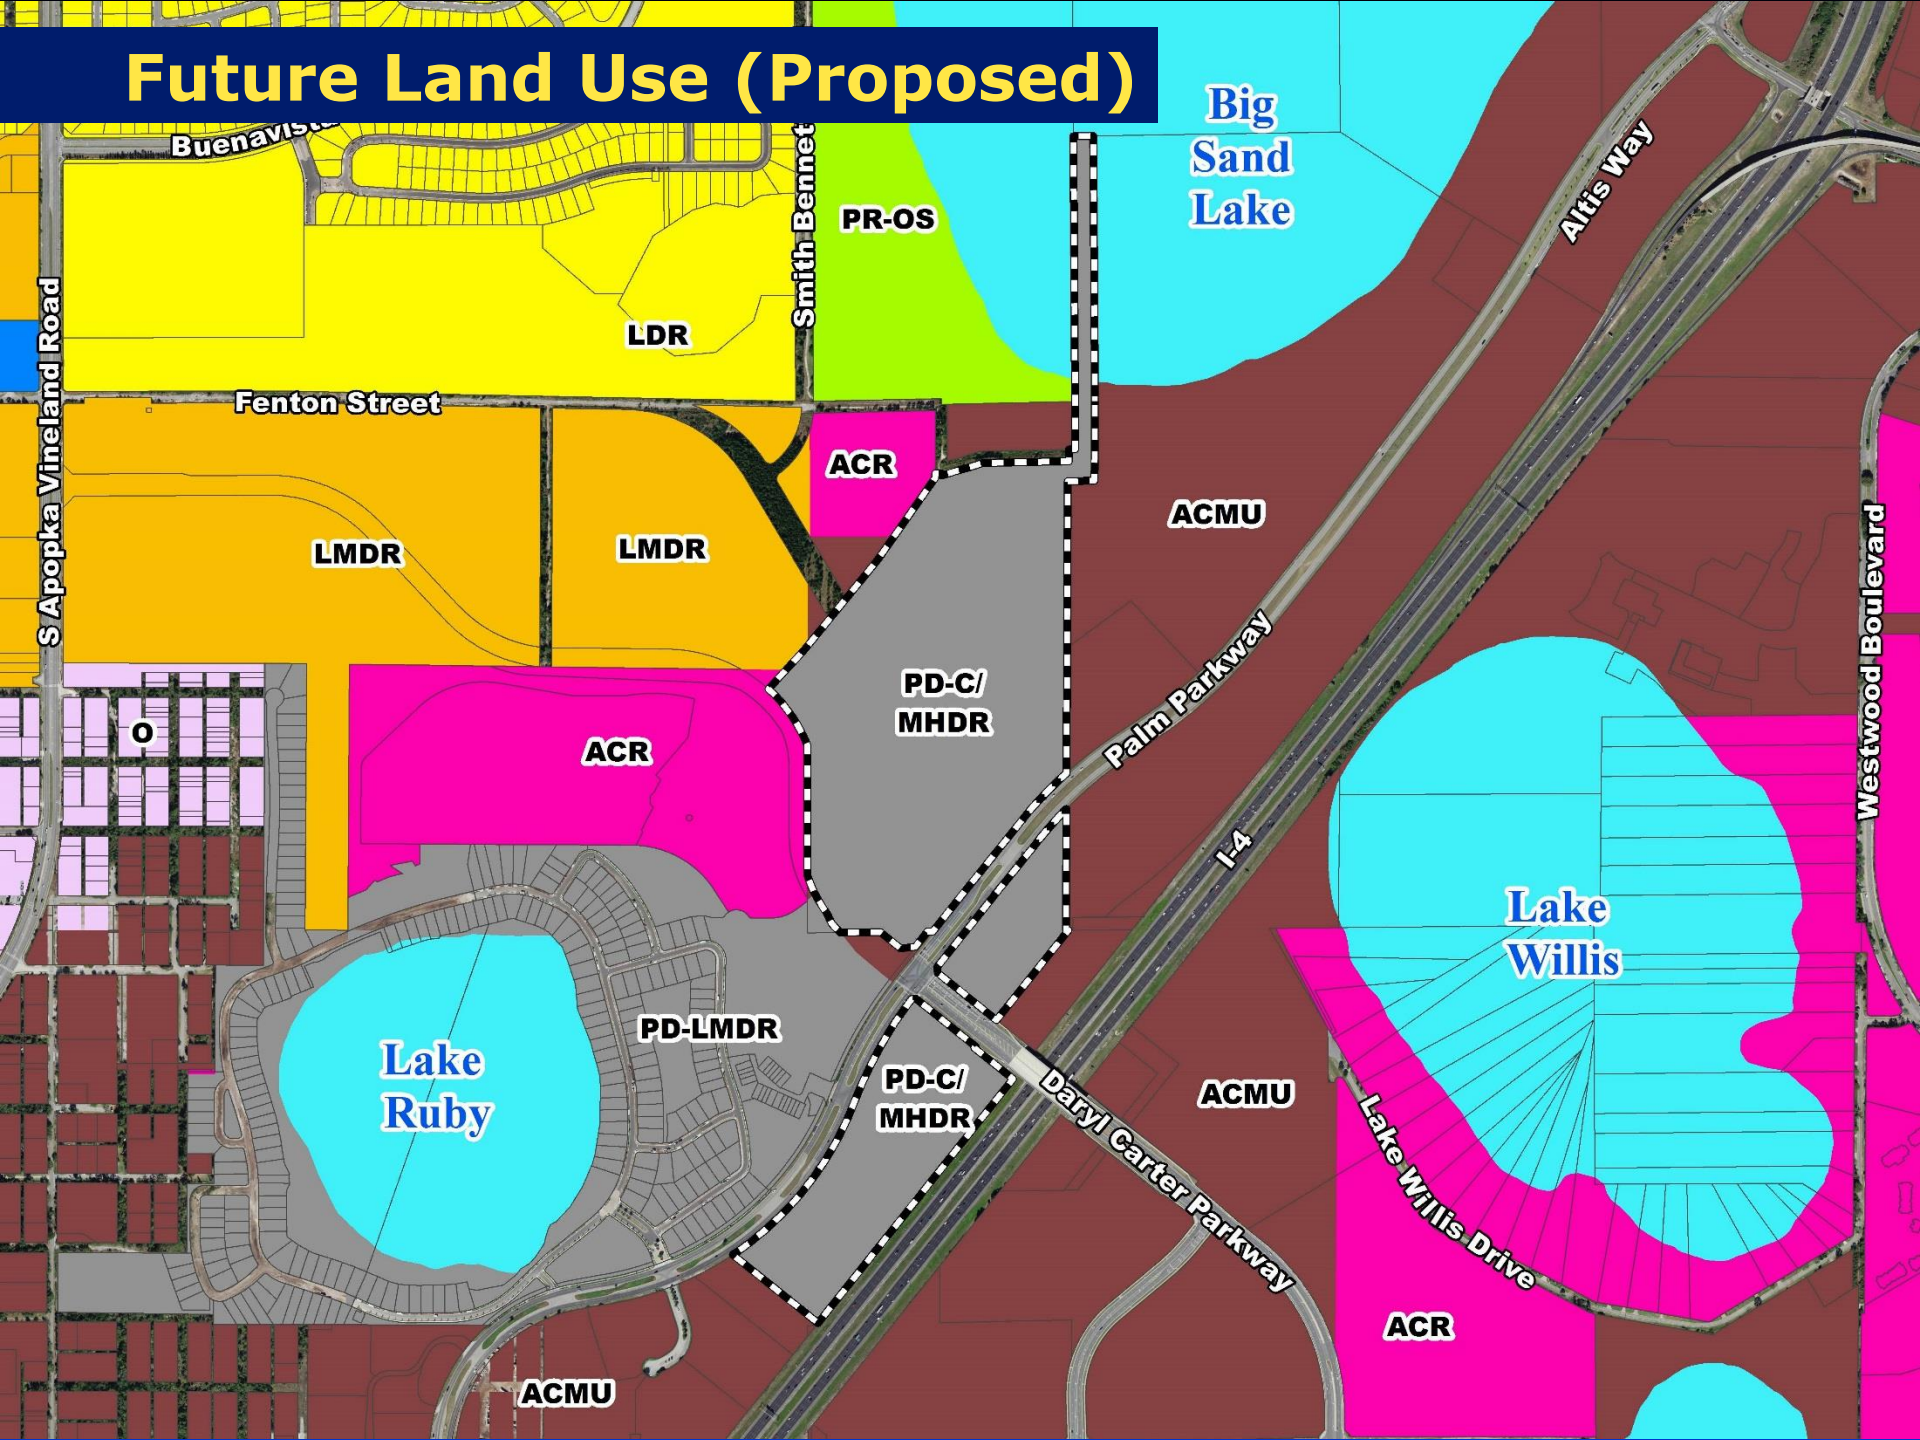 Future Land Use (Proposed)
Big
Sand
Lake
Buenavista
Smith Bennet
Altis Way
PR-OS
LDR
S Apopka Vineland Road
Fenton Street
ACR
ACMU
LMDR
LMDR
Westwood Boulevard
PD-C/
MHDR
Palm Parkway
O
ACR
I-4
Lake
Willis
PD-LMDR
Lake
Ruby
PD-C/
MHDR
ACMU
Daryl Carter Parkway
Lake Willis Drive
ACR
ACMU